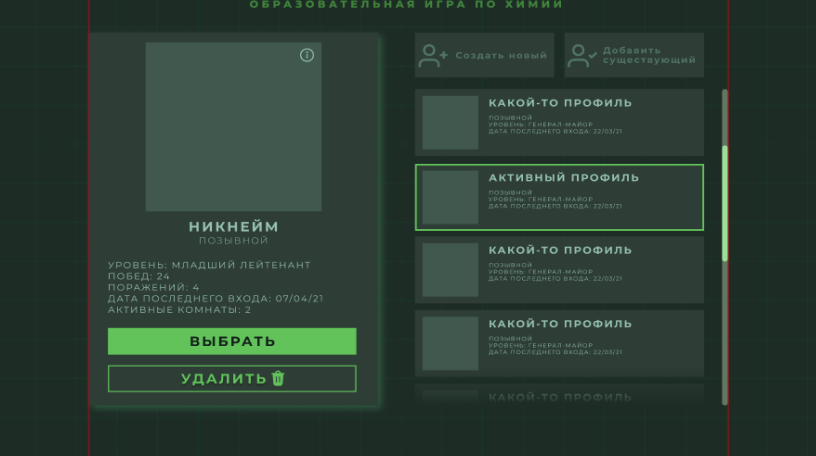 ОБРАЗОВАТЕЛЬНАЯ ИГРА ПО ХИМИИ
НИКНЕЙМ
ПОЗЫВНОЙ
УРОВЕНЬ: МЛАДШИЙ ЛЕЙТЕНАНТ
ПОБЕД: 24
ПОРАЖЕНИЙ: 4
ДАТА ПОСЛЕДНЕГО ВХОДА: 07/04/21
АКТИВНЫЕ КОМНАТЫ: 2
ВЫБРАТЬ
УДАЛИТЬ
Создать новый
Добавить
существующий
КАКОЙ-ТО ПРОФИЛЬ
ПОЗЫВНОЙ
УРОВЕНЬ: ГЕНЕРАЛ-МАЙОР
ДАТА ПОСЛЕДНЕГО ВХОДА: 22/03/21
АКТИВНЫЙ ПРОФИЛЬ
ПОЗЫВНОЙ
УРОВЕНЬ: ГЕНЕРАЛ-МАЙОР
ДАТА ПОСЛЕДНЕГО ВХОДА: 22/03/21
КАКОЙ-ТО ПРОФИЛЬ
ПОЗЫВНОЙ
УРОВЕНЬ: ГЕНЕРАЛ-МАЙОР
ДАТА ПОСЛЕДНЕГО ВХОДА: 22/03/21
КАКОЙ-ТО ПРОФИЛЬ
ПОЗЫВНОЙ
УРОВЕНЬ: ГЕНЕРАЛ-МАЙОР
ДАТА ПОСЛЕДНЕГО ВХОДА: 22/03/21
КАКОЙ-ТО ПРОФИЛЬ